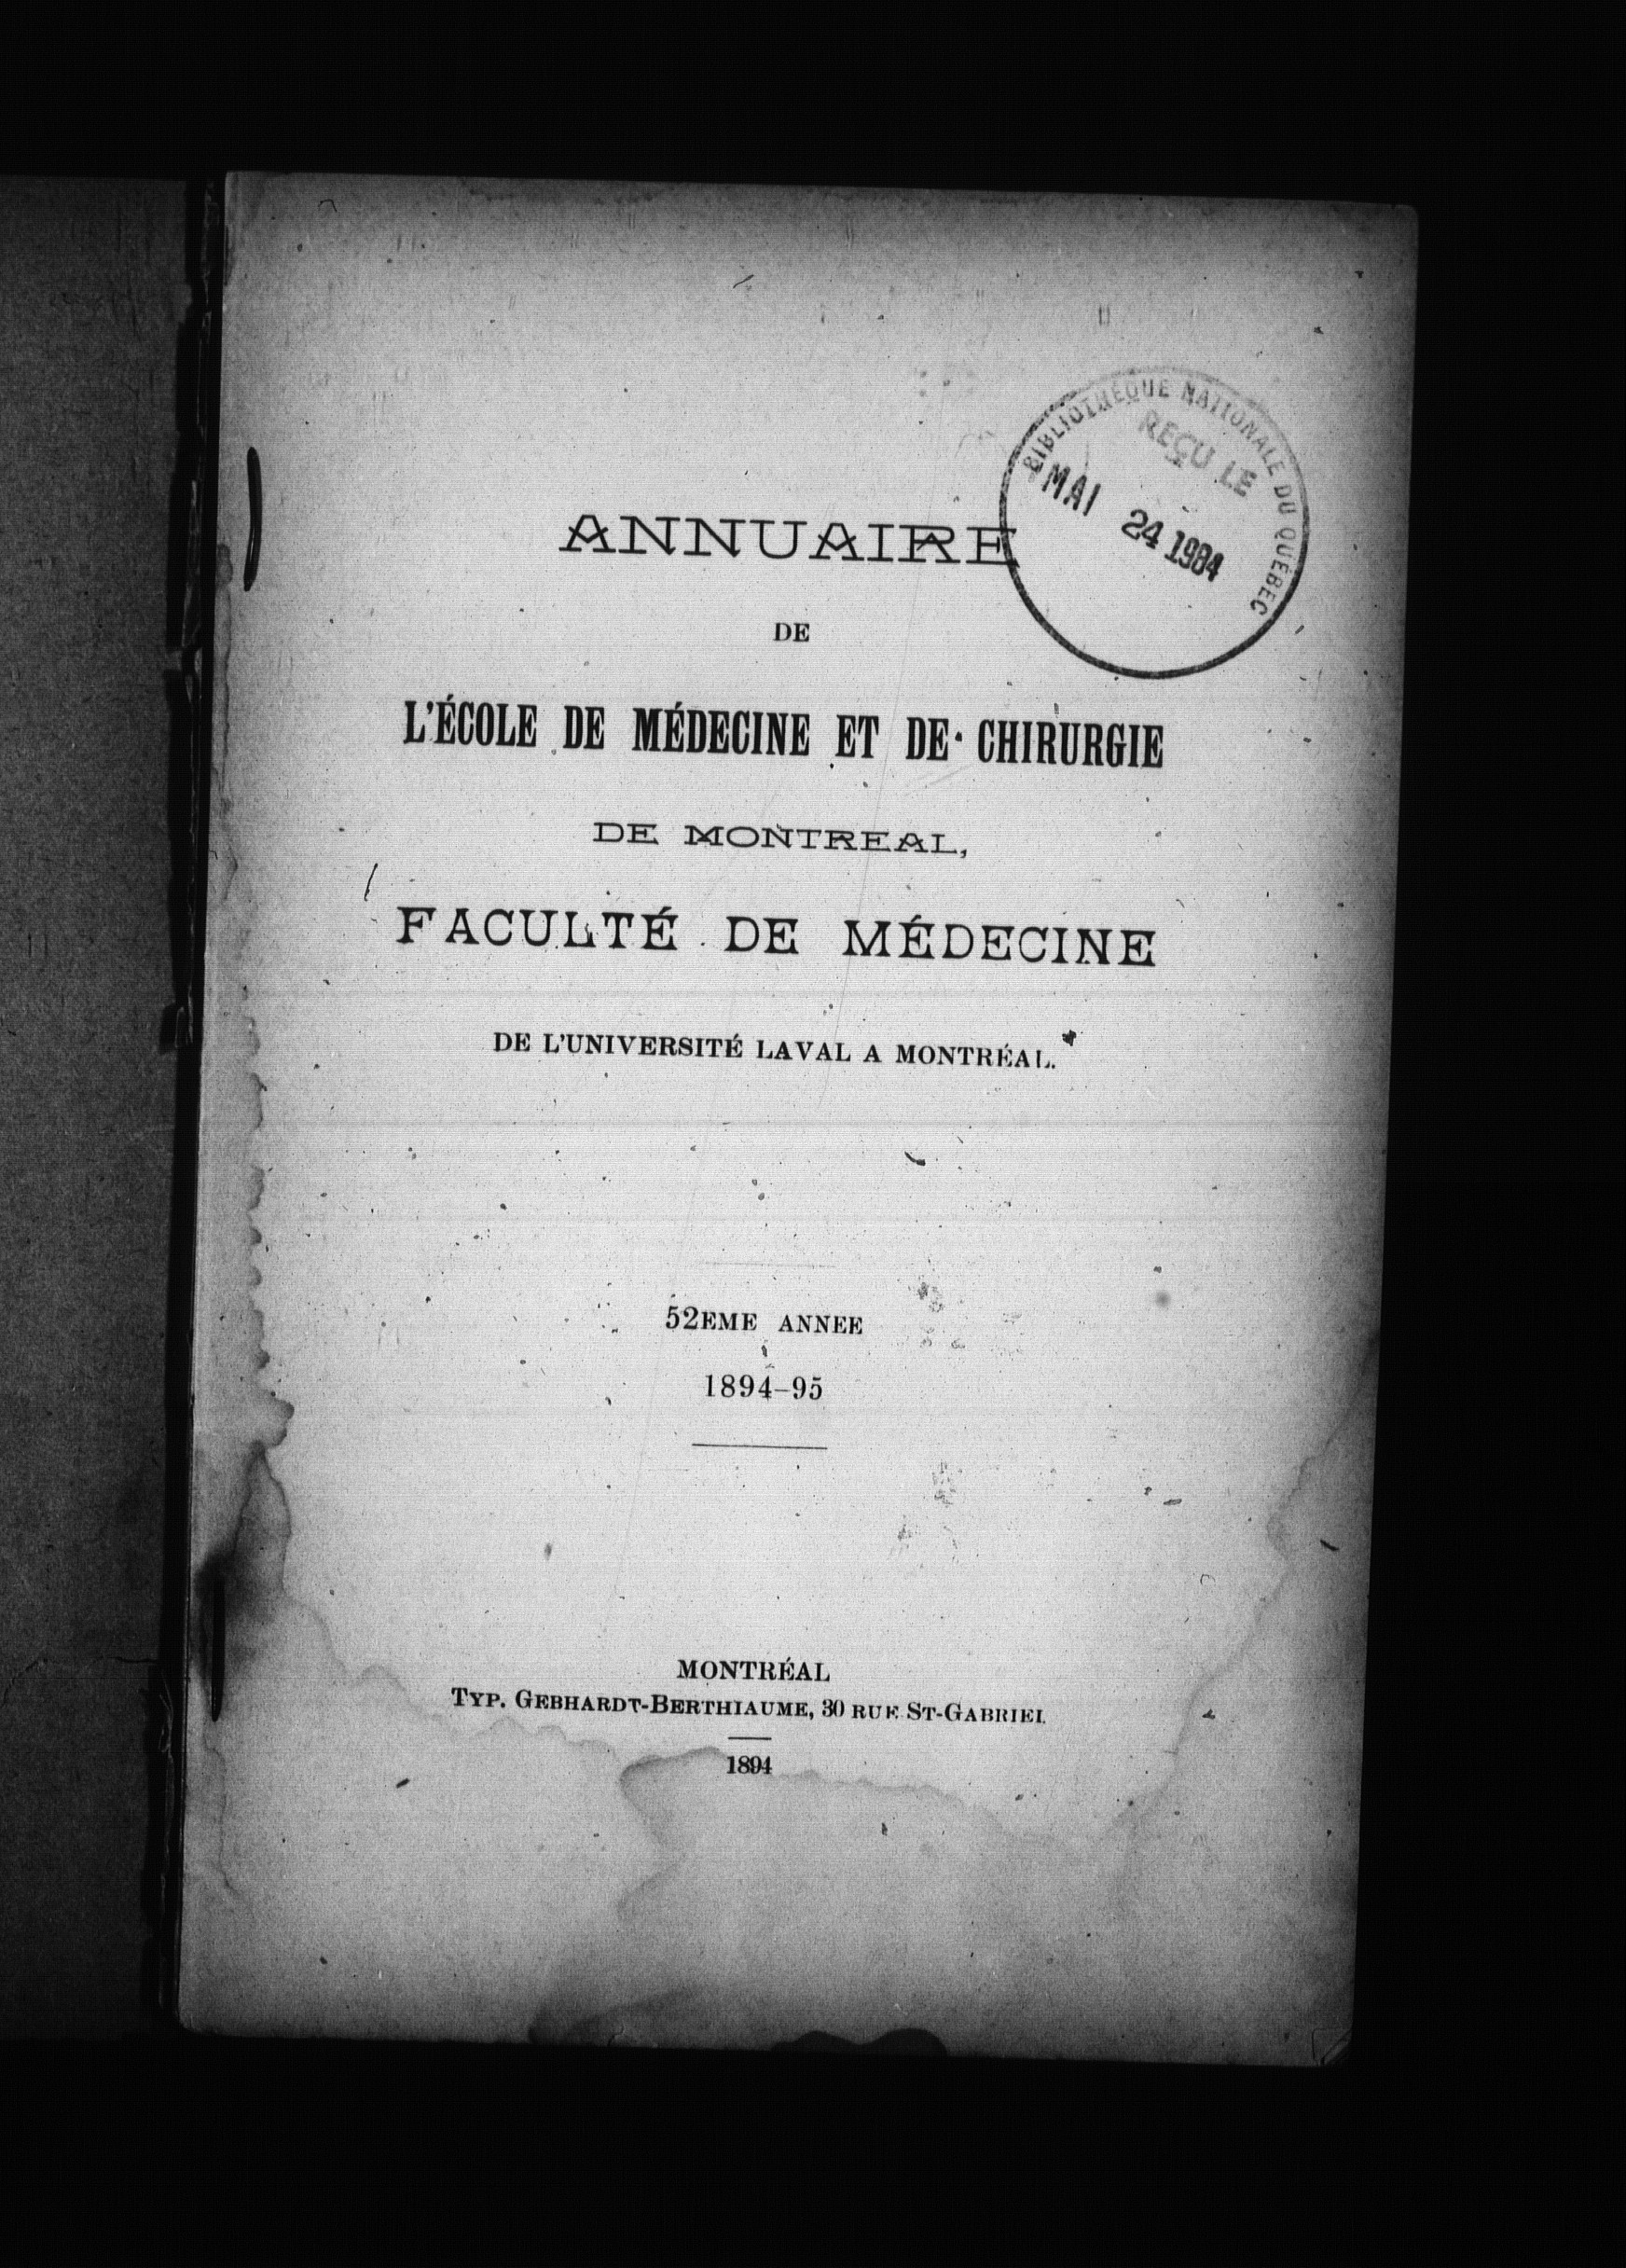 BIBLIOTHÈQUE NATIONALE DU QUÉBEC
REÇU LE
MAI 24 1984
ANNUAIRE
DE
L'ÉCOLE DE MÉDECINE ET DE CHIRURGIE
DE MONTREAL,
FACULTÉ DE MÉDECINE
DE L'UNIVERSITÉ LAVAL A MONTRÉAL.
52EME ANNEE
1894-95
MONTRÉAL
TYP. GEBHARDT-BERTHIAUME, 30 RUE ST-GABRIEL
1894